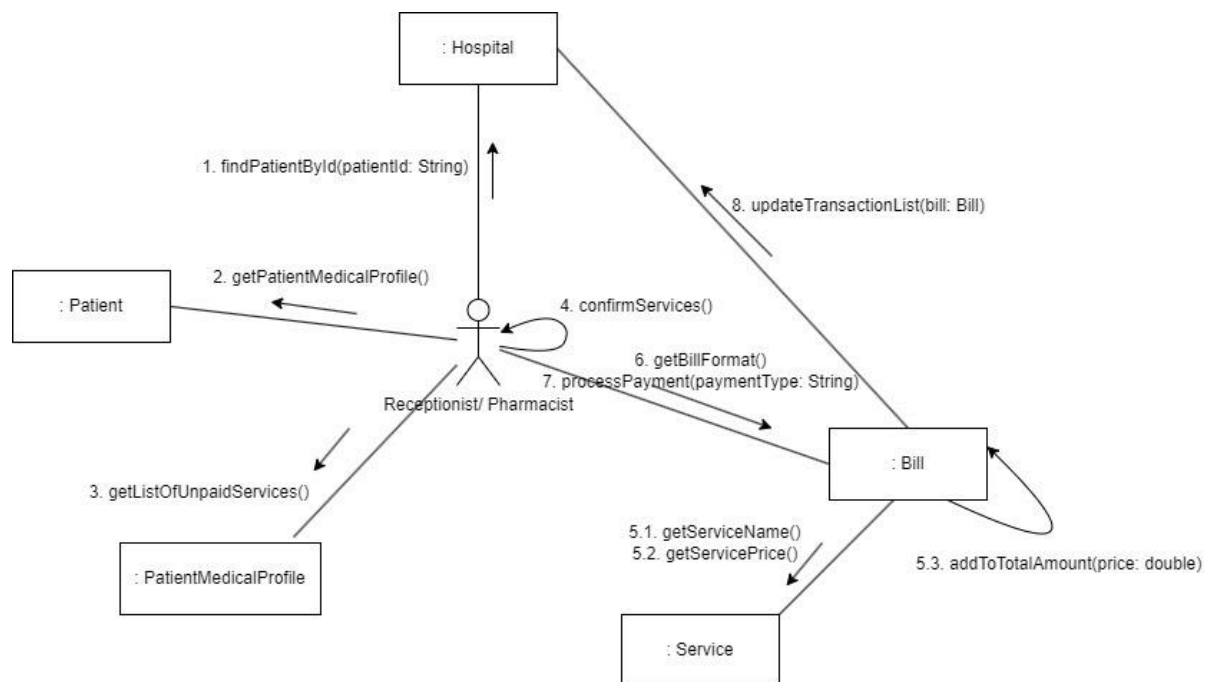 : Hospital
1. findPatientById(patientId: String)
8. updateTransactionList(bill: Bill)
2. getPatientMedicalProfile()
: Patient
4. confirmServices()
6. getBillFormat()
7. processPayment(paymentType: String)
Receptionist/ Pharmacist
: Bill
3. getListOfUnpaidServices()
5.1. getServiceName()
5.2. getServicePrice()
5.3. addToTotalAmount(price: double)
: PatientMedicalProfile
: Service